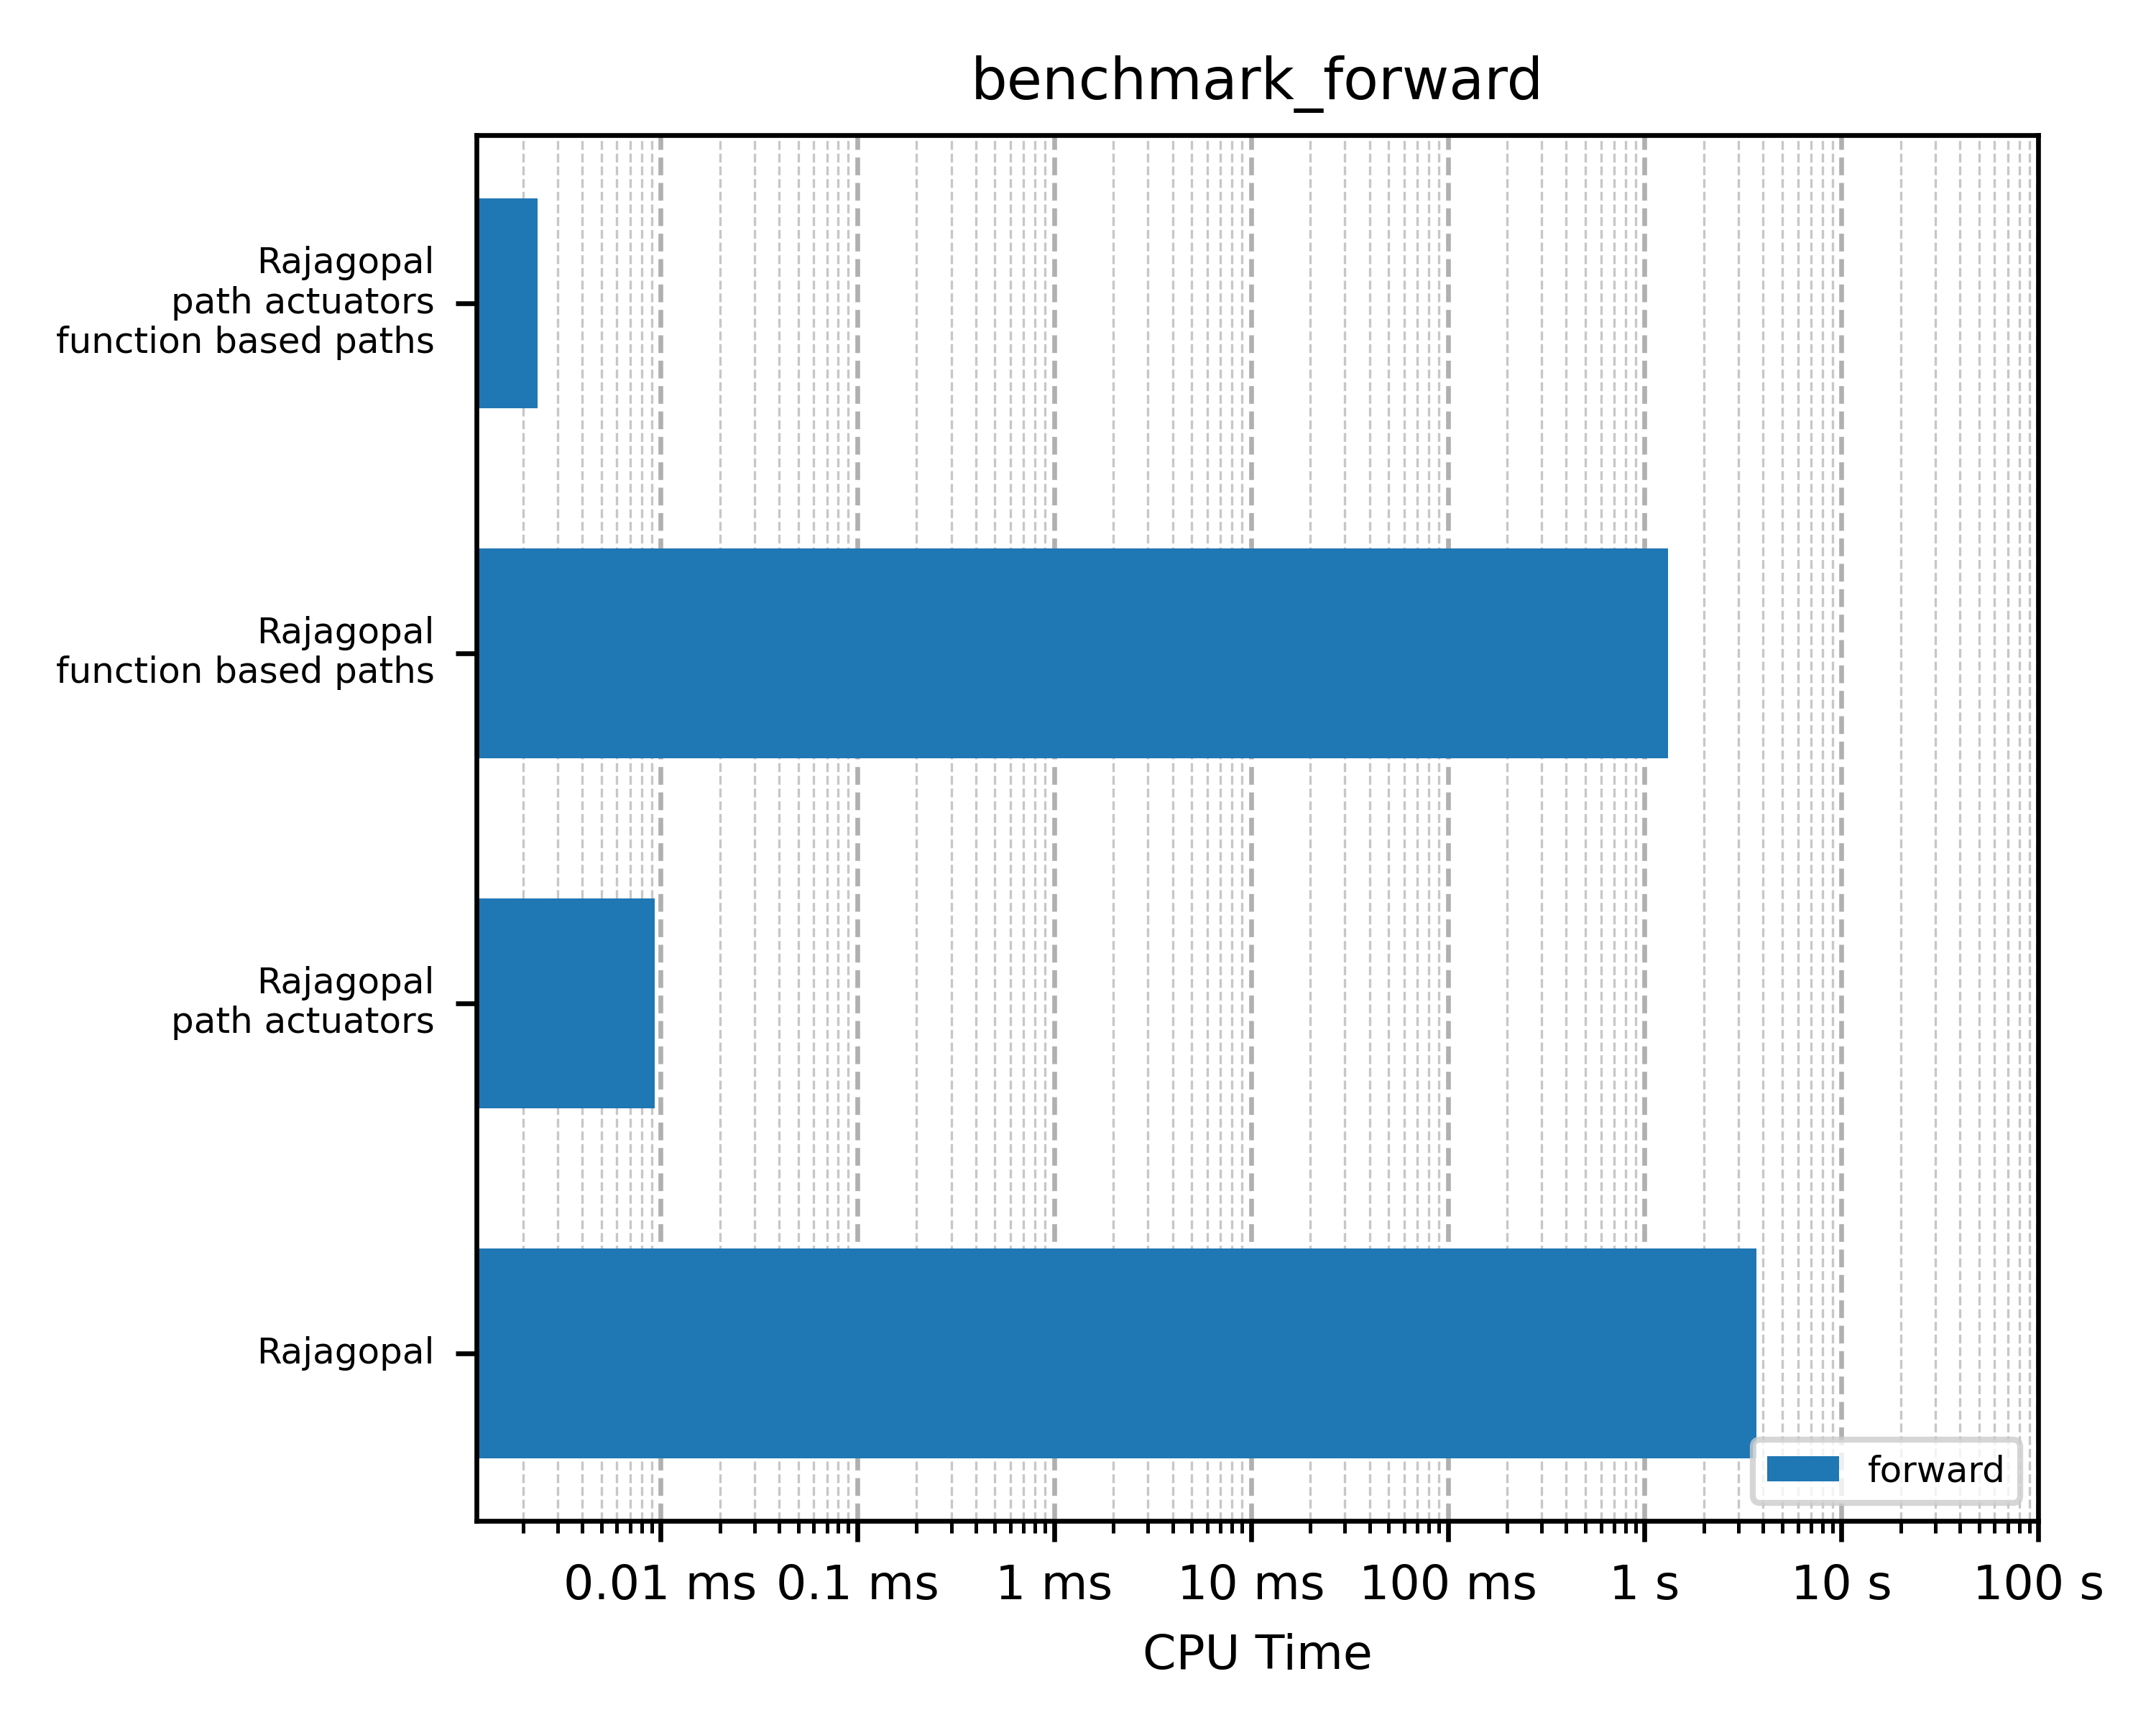 benchmark_forward
Rajagopal
path actuators
function based paths
Rajagopal
function based paths
Rajagopal
path actuators
Rajagopal
forward
0.01 ms 0.1 ms 1 ms 10 ms 100 ms 1 s 10 s 100 s
CPU Time